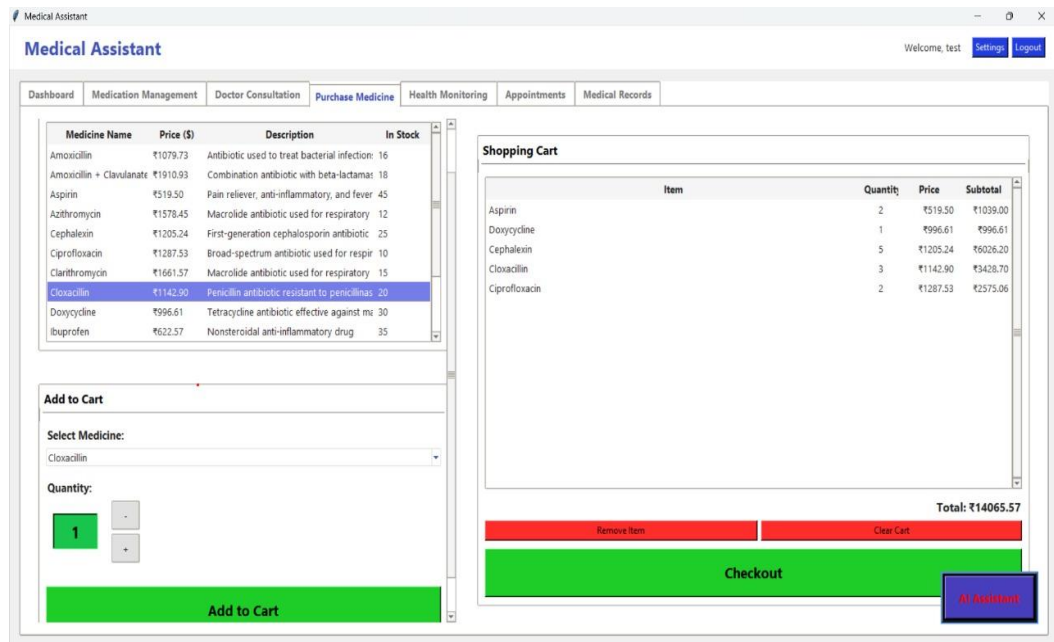 Medical Assistant
Medical Assistant
Welcome, test Settings Logout
Dashboard Medication Management Doctor Consultation Purchase Medicine Health Monitoring Appointments Medical Records
Medicine Name Price ($) Description In Stock
Amoxicillin ₹1079.73 Antibiotic used to treat bacterial infection: 16
Amoxicillin + Clavulanate ₹1910.93 Combination antibiotic with beta-lactamas 18
Aspirin ₹519.50 Pain reliever, anti-inflammatory, and fever 45
Azithromycin ₹1578.45 Macrolide antibiotic used for respiratory 12
Cephalexin ₹1205.24 First-generation cephalosporin antibiotic 25
Ciprofloxacin ₹1287.53 Broad-spectrum antibiotic used for respir 10
Clarithromycin ₹1661.57 Macrolide antibiotic used for respiratory 15
Cloxacillin ₹1142.90 Penicillin antibiotic resistant to penicillinas 20
Doxycycline ₹996.61 Tetracycline antibiotic effective against ma 30
Ibuprofen ₹622.57 Nonsteroidal anti-inflammatory drug 35
Add to Cart
Select Medicine:
Cloxacillin
Quantity:
1
-
+
Add to Cart
Shopping Cart
Item Quantity Price Subtotal
Aspirin 2 ₹519.50 ₹1039.00
Doxycycline 1 ₹996.61 ₹996.61
Cephalexin 5 ₹1205.24 ₹6026.20
Cloxacillin 3 ₹1142.90 ₹3428.70
Ciprofloxacin 2 ₹1287.53 ₹2575.06
Total: ₹14065.57
Remove Item Clear Cart
Checkout
AI Assistant